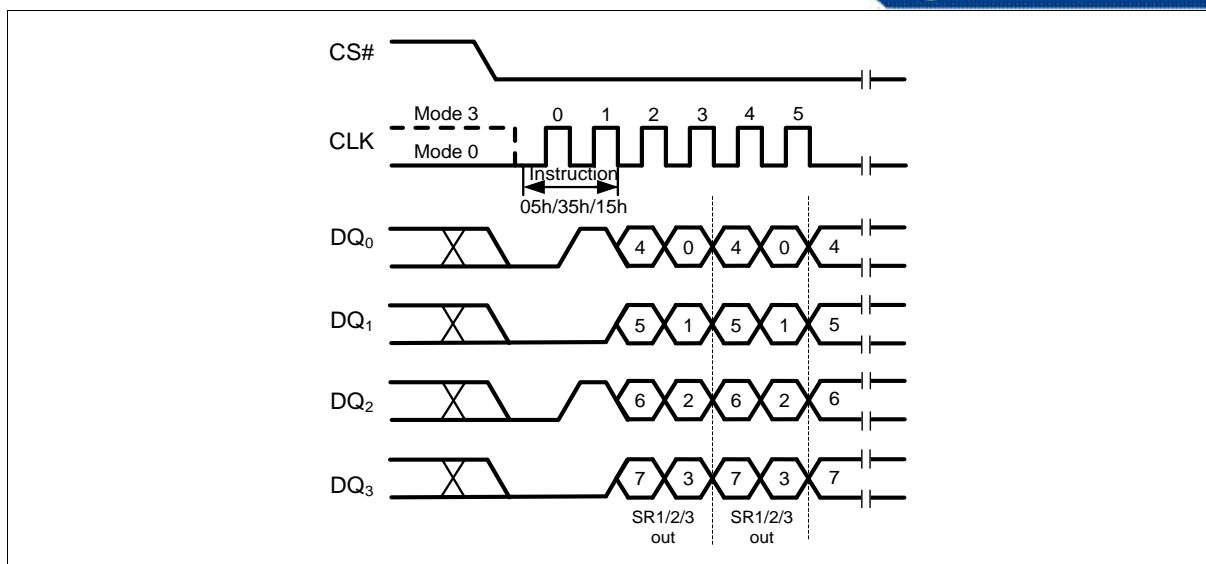 CS#
Mode 3 0 1 2 3 4 5
CLK
Mode 0
Instruction
05h/35h/15h
DQ0 4 0 4 0 4
DQ1 5 1 5 1 5
DQ2 6 2 6 2 6
DQ3 7 3 7 3 7
SR1/2/3 SR1/2/3
out out